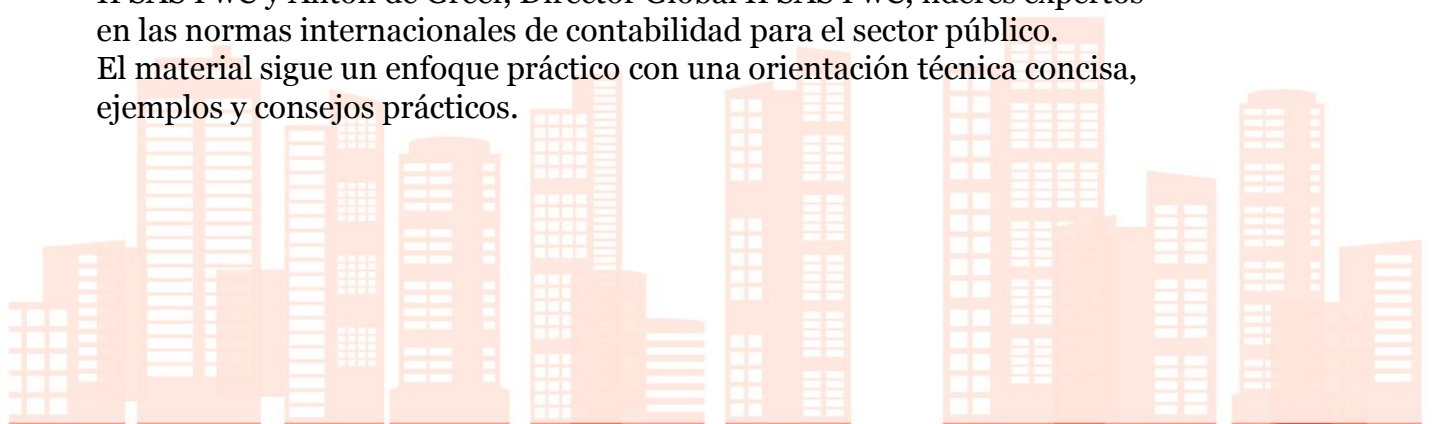 IPSAS PwC y Anton de Greef, Director Global IPSAS PwC, líderes expertos
en las normas internacionales de contabilidad para el sector público.
El material sigue un enfoque práctico con una orientación técnica concisa,
ejemplos y consejos prácticos.